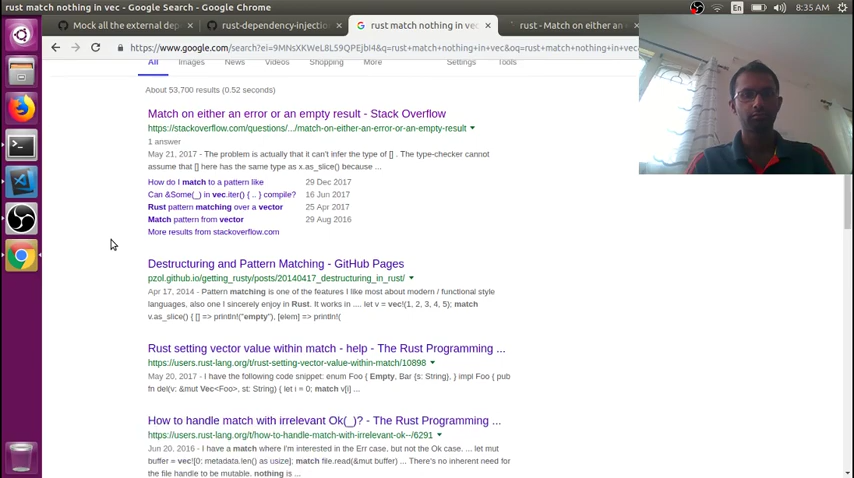 rust match nothing in vec - Google Search - Google Chrome
En
8:35 AM
Mock all the external dep
rust-dependency-injection
rust match nothing in vec
rust - Match on either an e
https://www.google.com/search?ei=9MNsXKWeL8L59QPEjbI4&q=rust+match+nothing+in+vec&oq=rust+match+nothing+in+vec
All
Images
News
Videos
Shopping
More
Settings
Tools
About 53,700 results (0.52 seconds)
Match on either an error or an empty result - Stack Overflow
https://stackoverflow.com/questions/.../match-on-either-an-error-or-an-empty-result
1 answer
May 21, 2017 - The problem is actually that it can't infer the type of [] . The type-checker cannot
assume that [] here has the same type as x.as_slice() because ...
How do I match to a pattern like 29 Dec 2017
Can &Some(_) in vec.iter() { .. } compile? 16 Jun 2017
Rust pattern matching over a vector 25 Apr 2017
Match pattern from vector 29 Aug 2016
More results from stackoverflow.com
Destructuring and Pattern Matching - GitHub Pages
https://pzol.github.io/getting_rusty/posts/20140417_destructuring_in_rust/
Apr 17, 2014 - Pattern matching is one of the features I like most about modern / functional style
languages, also one I sincerely enjoy in Rust. It works in .... let v = vec!(1, 2, 3, 4, 5); match
v.as_slice() { [] => println!("empty"), [elem] => println!(
Rust setting vector value within match - help - The Rust Programming ...
https://users.rust-lang.org/t/rust-setting-vector-value-within-match/10898
May 20, 2017 - I have the following code snippet: enum Foo { Empty, Bar {s: String}, } impl Foo { pub
fn del(v: &mut Vec<Foo>, st: String) { let i = 0; match v[i] ...
How to handle match with irrelevant Ok(_)? - The Rust Programming ...
https://users.rust-lang.org/t/how-to-handle-match-with-irrelevant-ok--/6291
Jun 20, 2016 - I have a match where I'm interested in the Err case, but not the Ok case. ... let mut
buffer = vec![0; metadata.len() as usize]; match file.read(&mut buffer) ... There's no inherent need for
the file handle to be mutable. nothing is ...